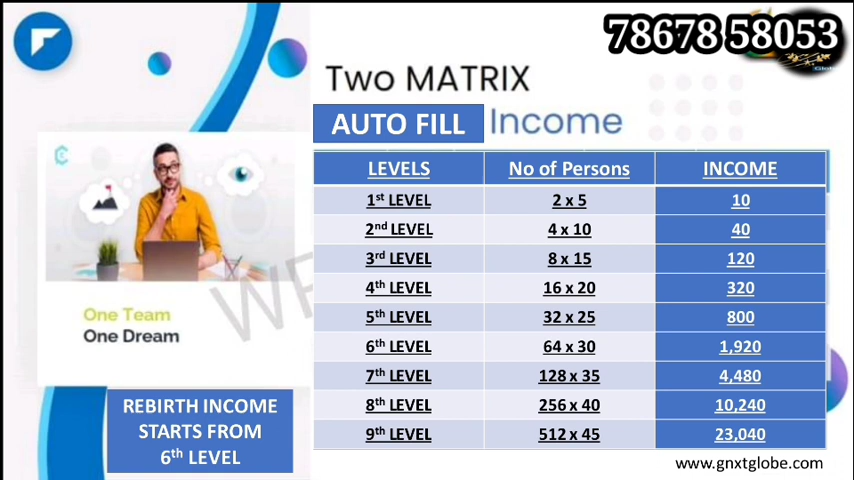 78678 58053
Two MATRIX
AUTO FILL Income
LEVELS No of Persons INCOME
1st LEVEL 2 x 5 10
2nd LEVEL 4 x 10 40
3rd LEVEL 8 x 15 120
4th LEVEL 16 x 20 320
5th LEVEL 32 x 25 800
6th LEVEL 64 x 30 1,920
7th LEVEL 128 x 35 4,480
8th LEVEL 256 x 40 10,240
9th LEVEL 512 x 45 23,040
One Team
One Dream
REBIRTH INCOME
STARTS FROM
6th LEVEL
www.gnxtglobe.com